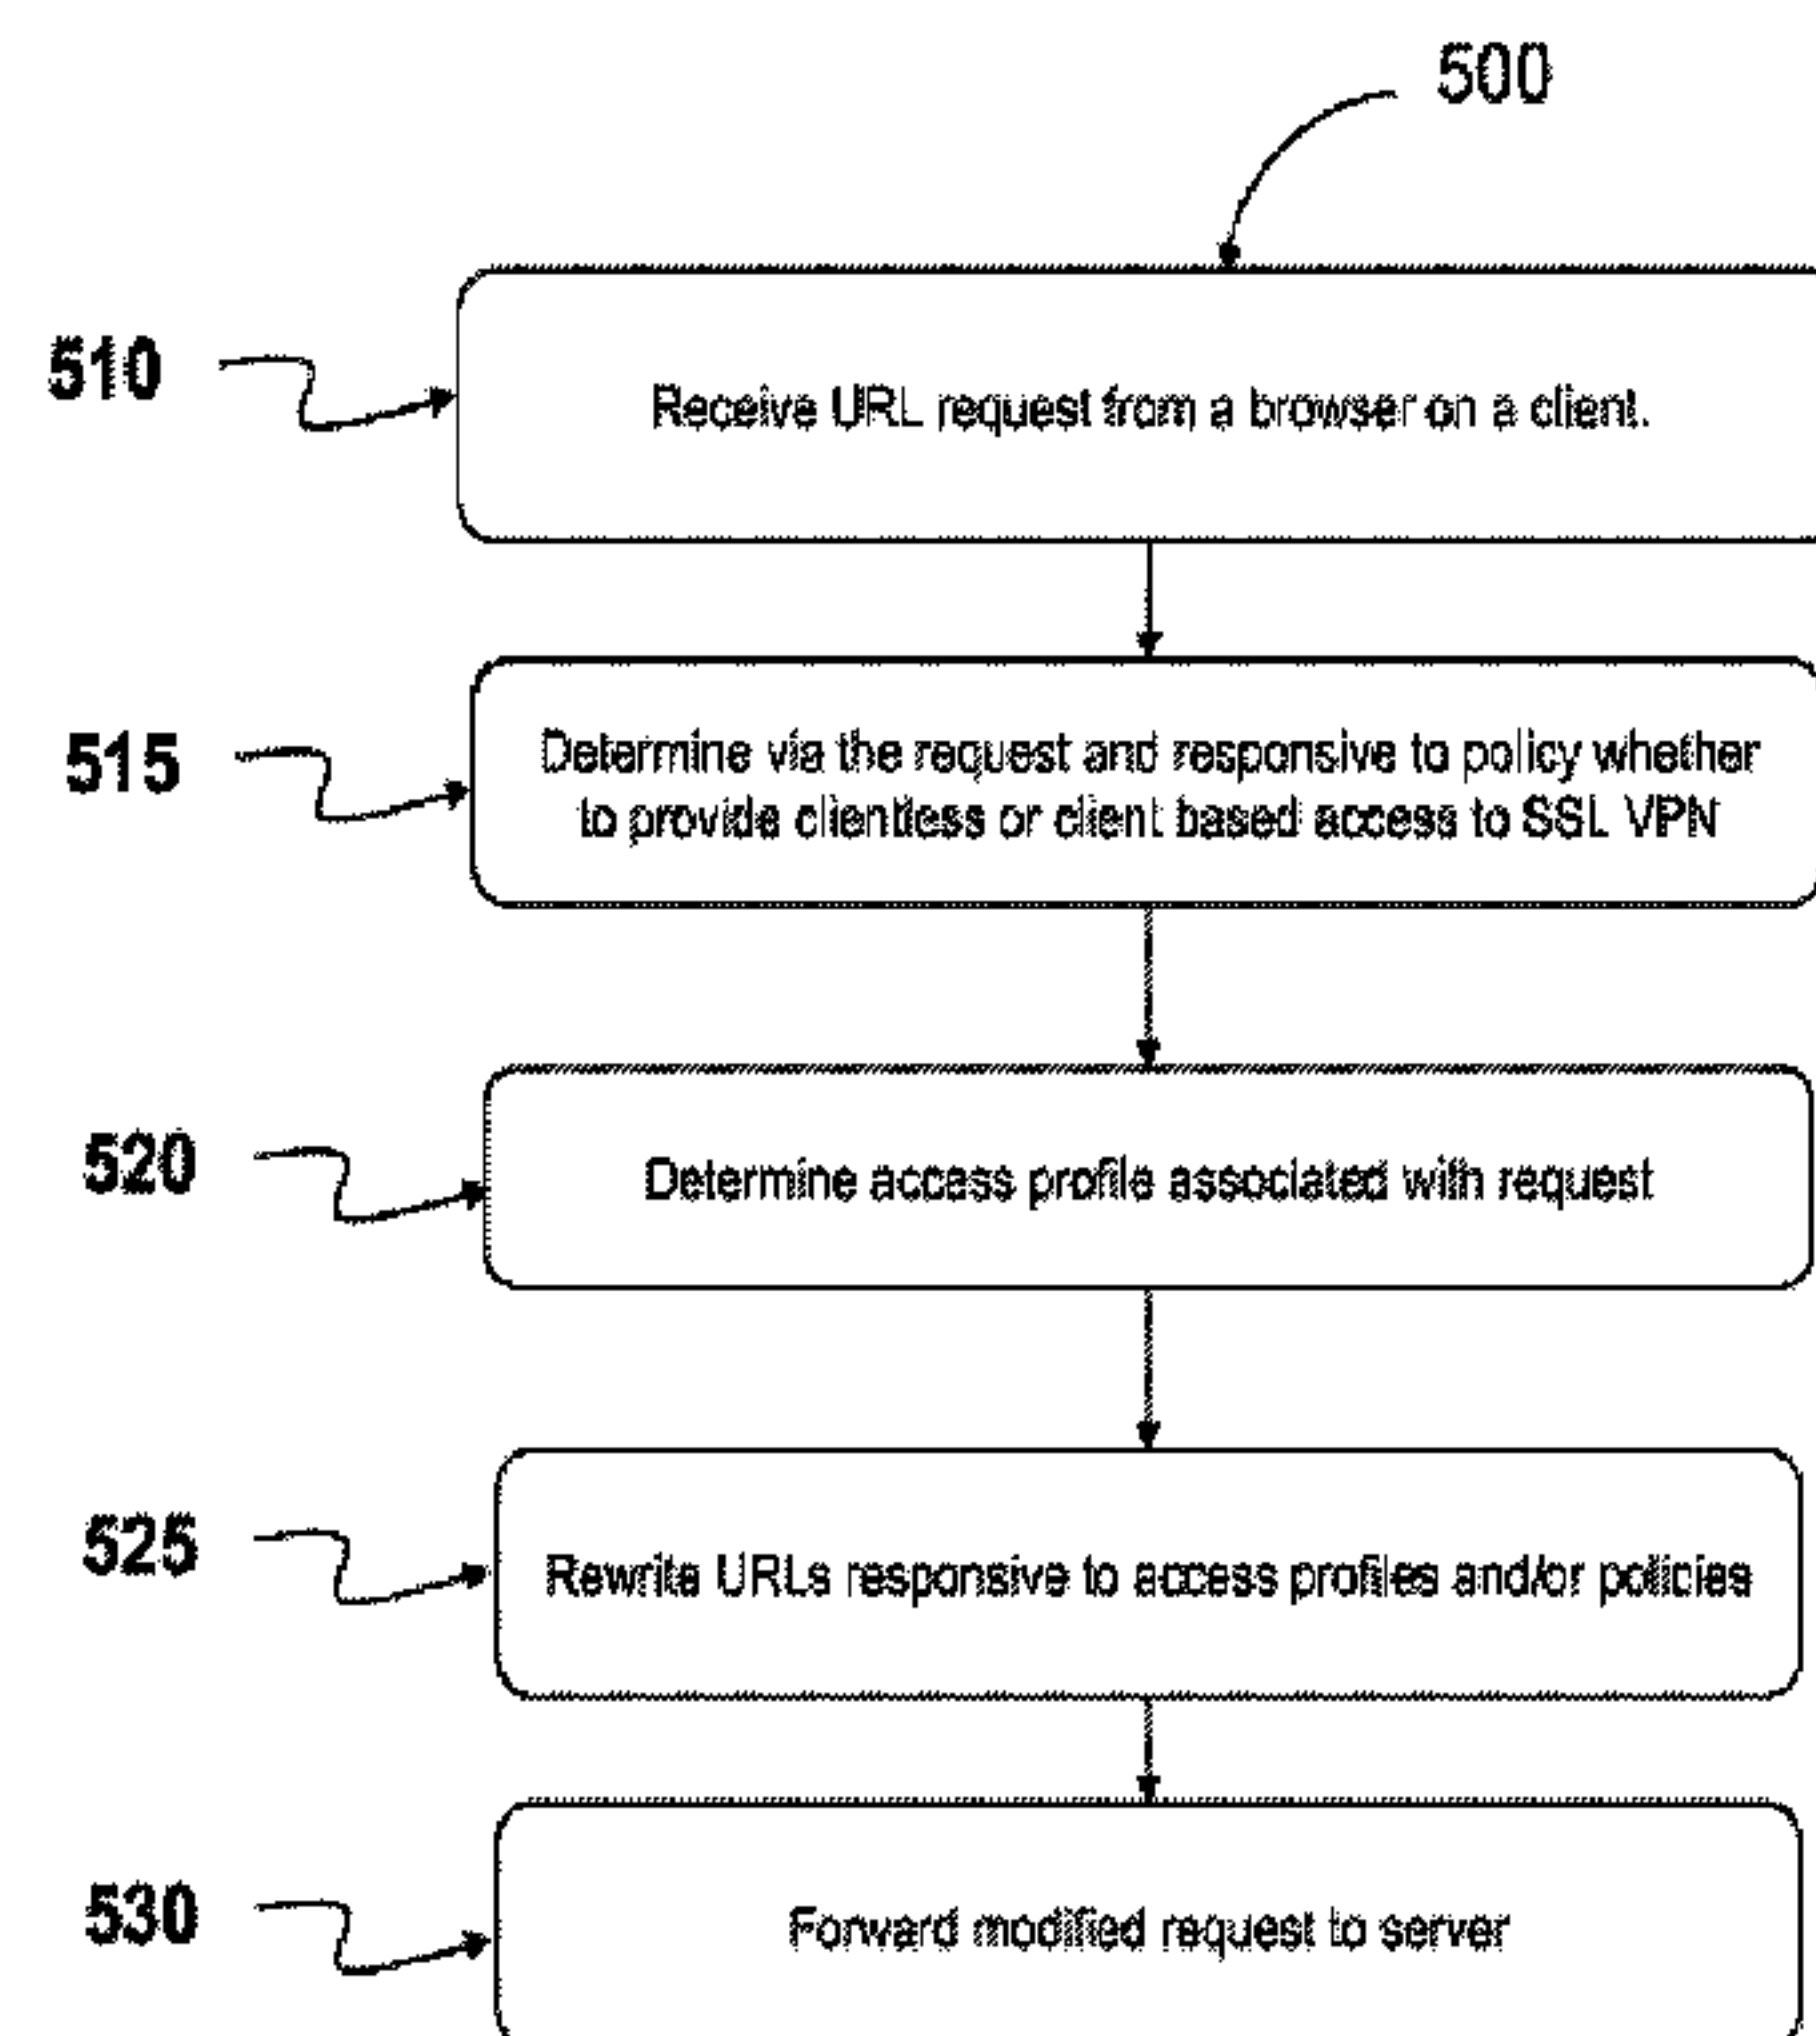 500
510
Receive URL request from a browser on a client.
515
Determine via the request and responsive to policy whether
to provide clientless or client based access to SSL VPN
520
Determine access profile associated with request
525
Rewrite URLs responsive to access profiles and/or policies
530
Forward modified request to server